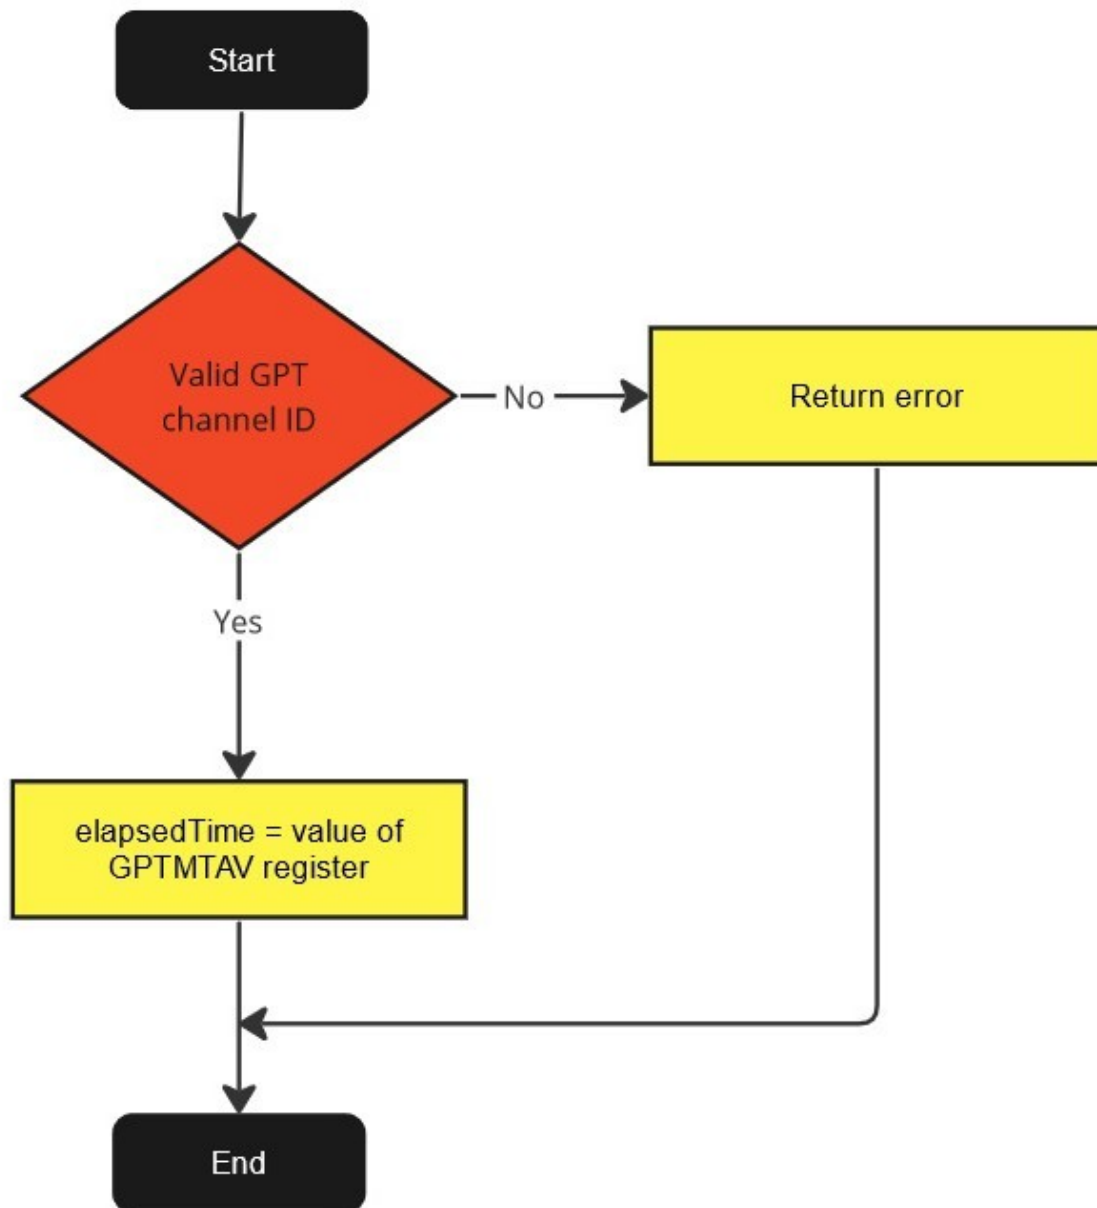 Start
Valid GPT
channel ID
No
Return error
Yes
elapsedTime = value of
GPTMTAV register
End